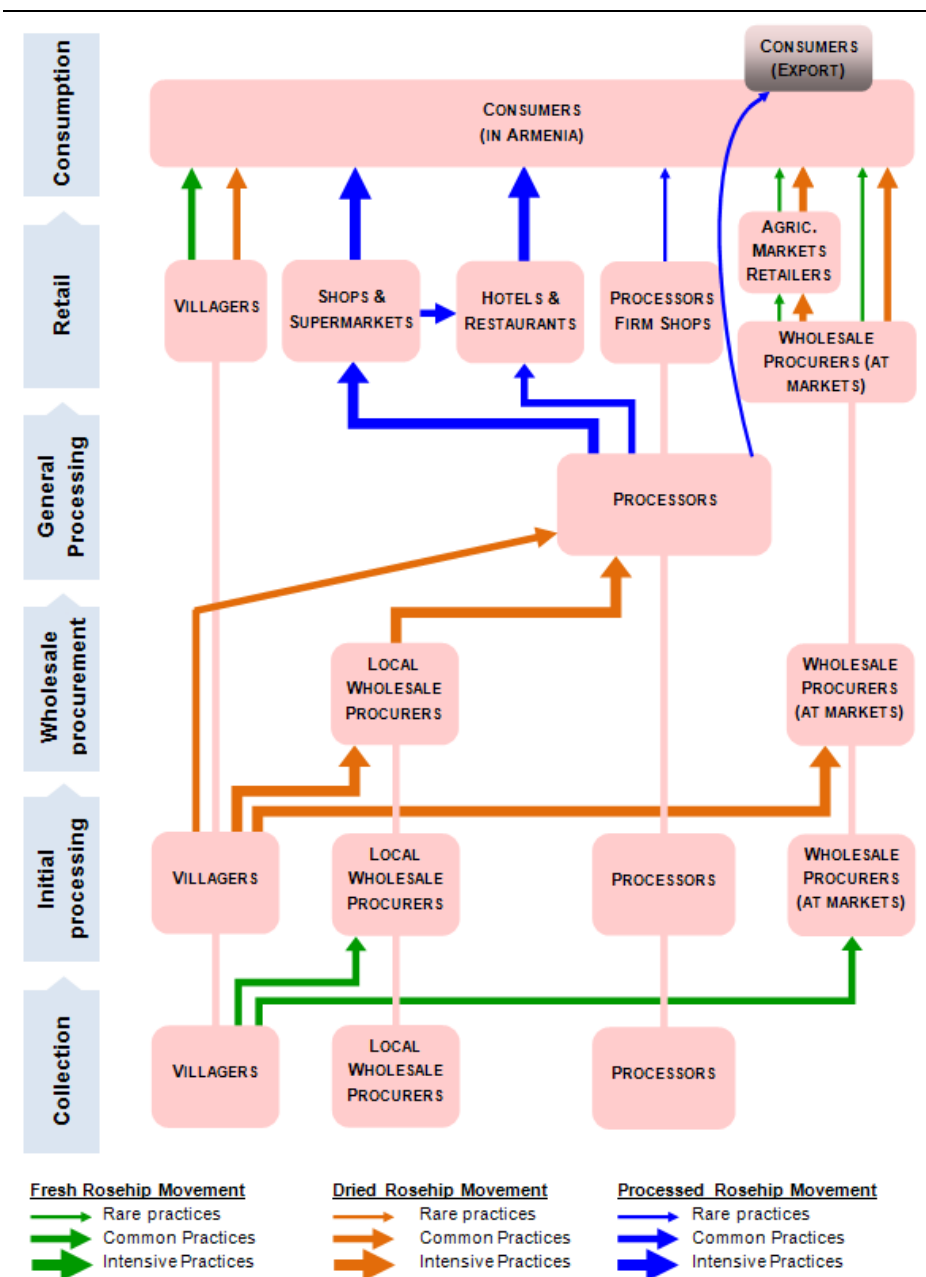 Consumption
CONSUMERS
(EXPORT)
CONSUMERS
(IN ARMENIA)
Retail
VILLAGERS
SHOPS &
SUPERMARKETS
HOTELS &
RESTAURANTS
PROCESSORS
FIRM SHOPS
AGRIC.
MARKETS
RETAILERS
WHOLESALE
PROCURERS (AT
MARKETS)
General
Processing
PROCESSORS
Wholesale
procurement
LOCAL
WHOLESALE
PROCURERS
WHOLESALE
PROCURERS
(AT MARKETS)
Initial
processing
VILLAGERS
LOCAL
WHOLESALE
PROCURERS
PROCESSORS
WHOLESALE
PROCURERS
(AT MARKETS)
Collection
VILLAGERS
LOCAL
WHOLESALE
PROCURERS
PROCESSORS
Fresh Rosehip Movement
Rare practices
Common Practices
Intensive Practices
Dried Rosehip Movement
Rare practices
Common Practices
Intensive Practices
Processed Rosehip Movement
Rare practices
Common Practices
Intensive Practices